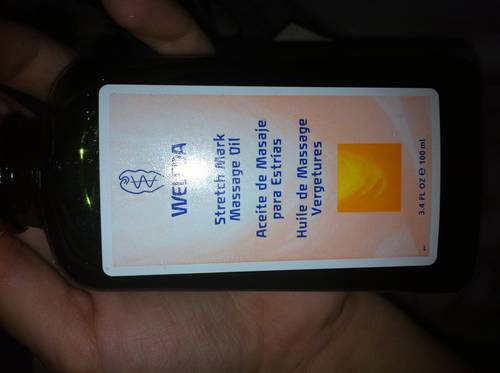 WELEDA
Stretch Mark
Massage Oil
Aceite de Masaje
para Estrías
Huile de Massage
Vergetures
3.4 FL OZ ℮ 100 ml